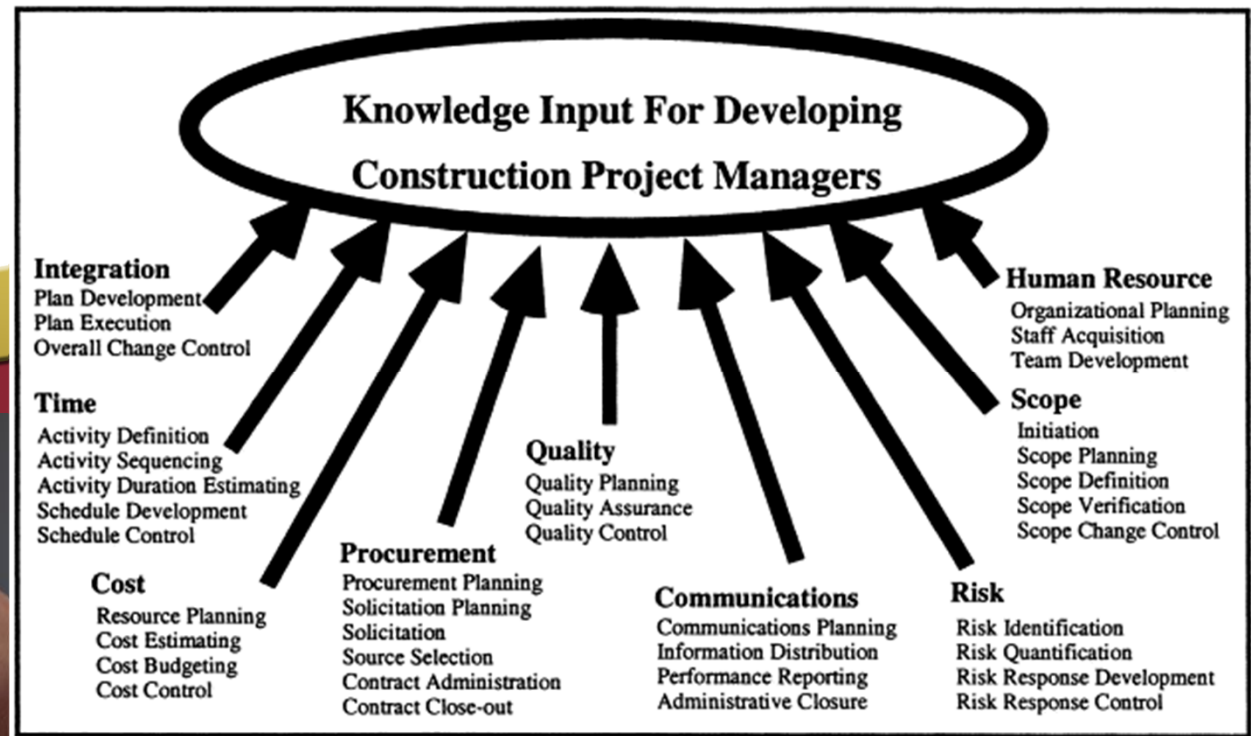 Knowledge Input For Developing
Construction Project Managers
Integration
Plan Development
Plan Execution
Overall Change Control
Time
Activity Definition
Activity Sequencing
Activity Duration Estimating
Schedule Development
Schedule Control
Cost
Resource Planning
Cost Estimating
Cost Budgeting
Cost Control
Procurement
Procurement Planning
Solicitation Planning
Solicitation
Source Selection
Contract Administration
Contract Close-out
Quality
Quality Planning
Quality Assurance
Quality Control
Communications
Communications Planning
Information Distribution
Performance Reporting
Administrative Closure
Risk
Risk Identification
Risk Quantification
Risk Response Development
Risk Response Control
Scope
Initiation
Scope Planning
Scope Definition
Scope Verification
Scope Change Control
Human Resource
Organizational Planning
Staff Acquisition
Team Development